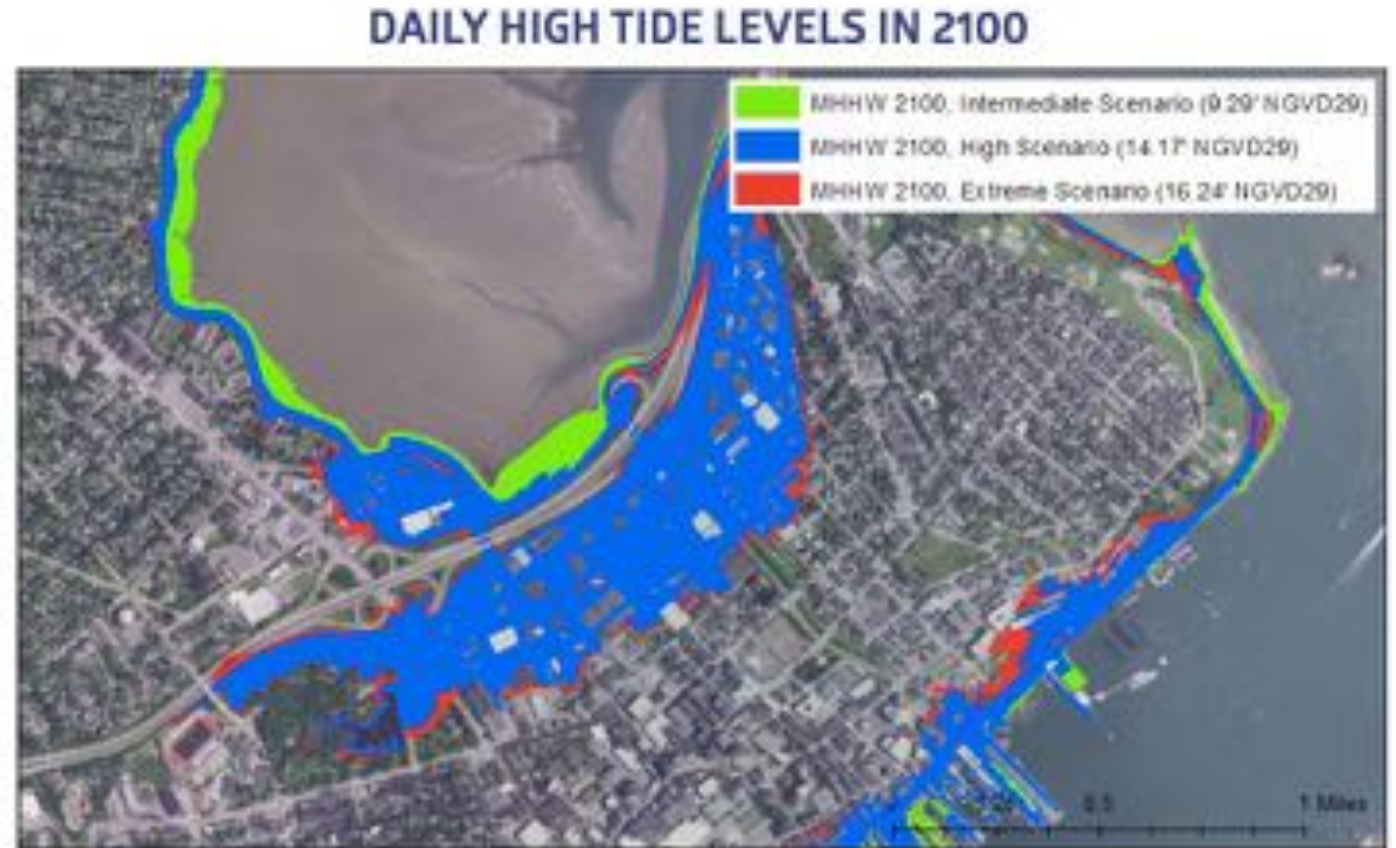 DAILY HIGH TIDE LEVELS IN 2100
MHHW 2100, Intermediate Scenario (9.29' NGVD29)
MHHW 2100, High Scenario (14.17' NGVD29)
MHHW 2100, Extreme Scenario (16.24' NGVD29)
0.5 1 Miles